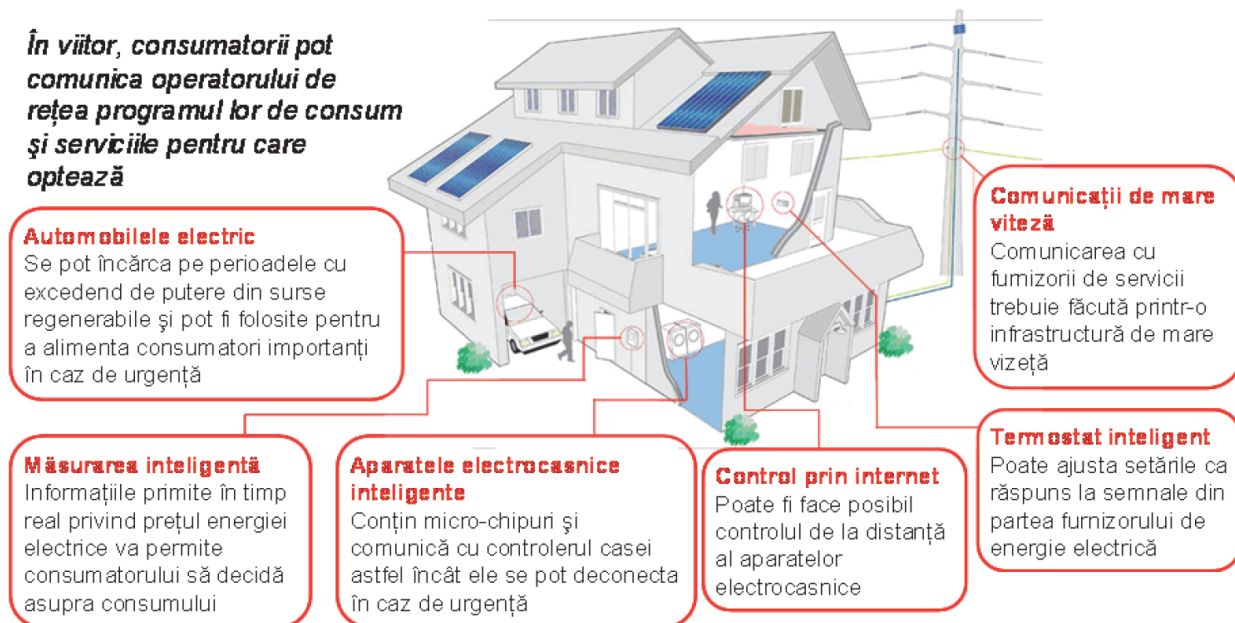 În viitor, consumatorii pot
comunica operatorului de
rețea programul lor de consum
şi serviciile pentru care
optează
Automobilele electric
Se pot încărca pe perioadele cu
excedend de putere din surse
regenerabile şi pot fi folosite pentru
a alimenta consumatori importanți
în caz de urgență
Comunicații de mare
viteză
Comunicarea cu
furnizorii de servicii
trebuie făcută printr-o
infrastructură de mare
vizeță
Măsurarea inteligentă
Informațiile primite în timp
real privind prețul energiei
electrice va permite
consumatorului să decidă
asupra consumului
Aparatele electrocasnice
inteligente
Conțin micro-chipuri şi
comunică cu controlerul casei
astfel încât ele se pot deconecta
în caz de urgență
Control prin internet
Poate fi face posibil
controlul de la distanță
al aparatelor
electrocasnice
Termostat inteligent
Poate ajusta setările ca
răspuns la semnale din
partea furnizorului de
energie electrică